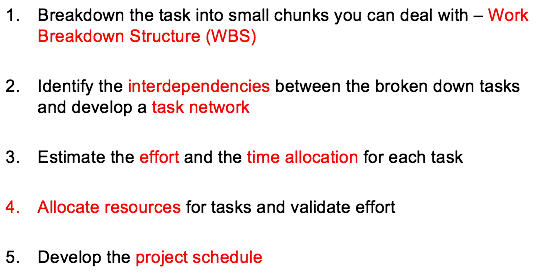 1. Breakdown the task into small chunks you can deal with – Work
Breakdown Structure (WBS)
2. Identify the interdependencies between the broken down tasks
and develop a task network
3. Estimate the effort and the time allocation for each task
4. Allocate resources for tasks and validate effort
5. Develop the project schedule